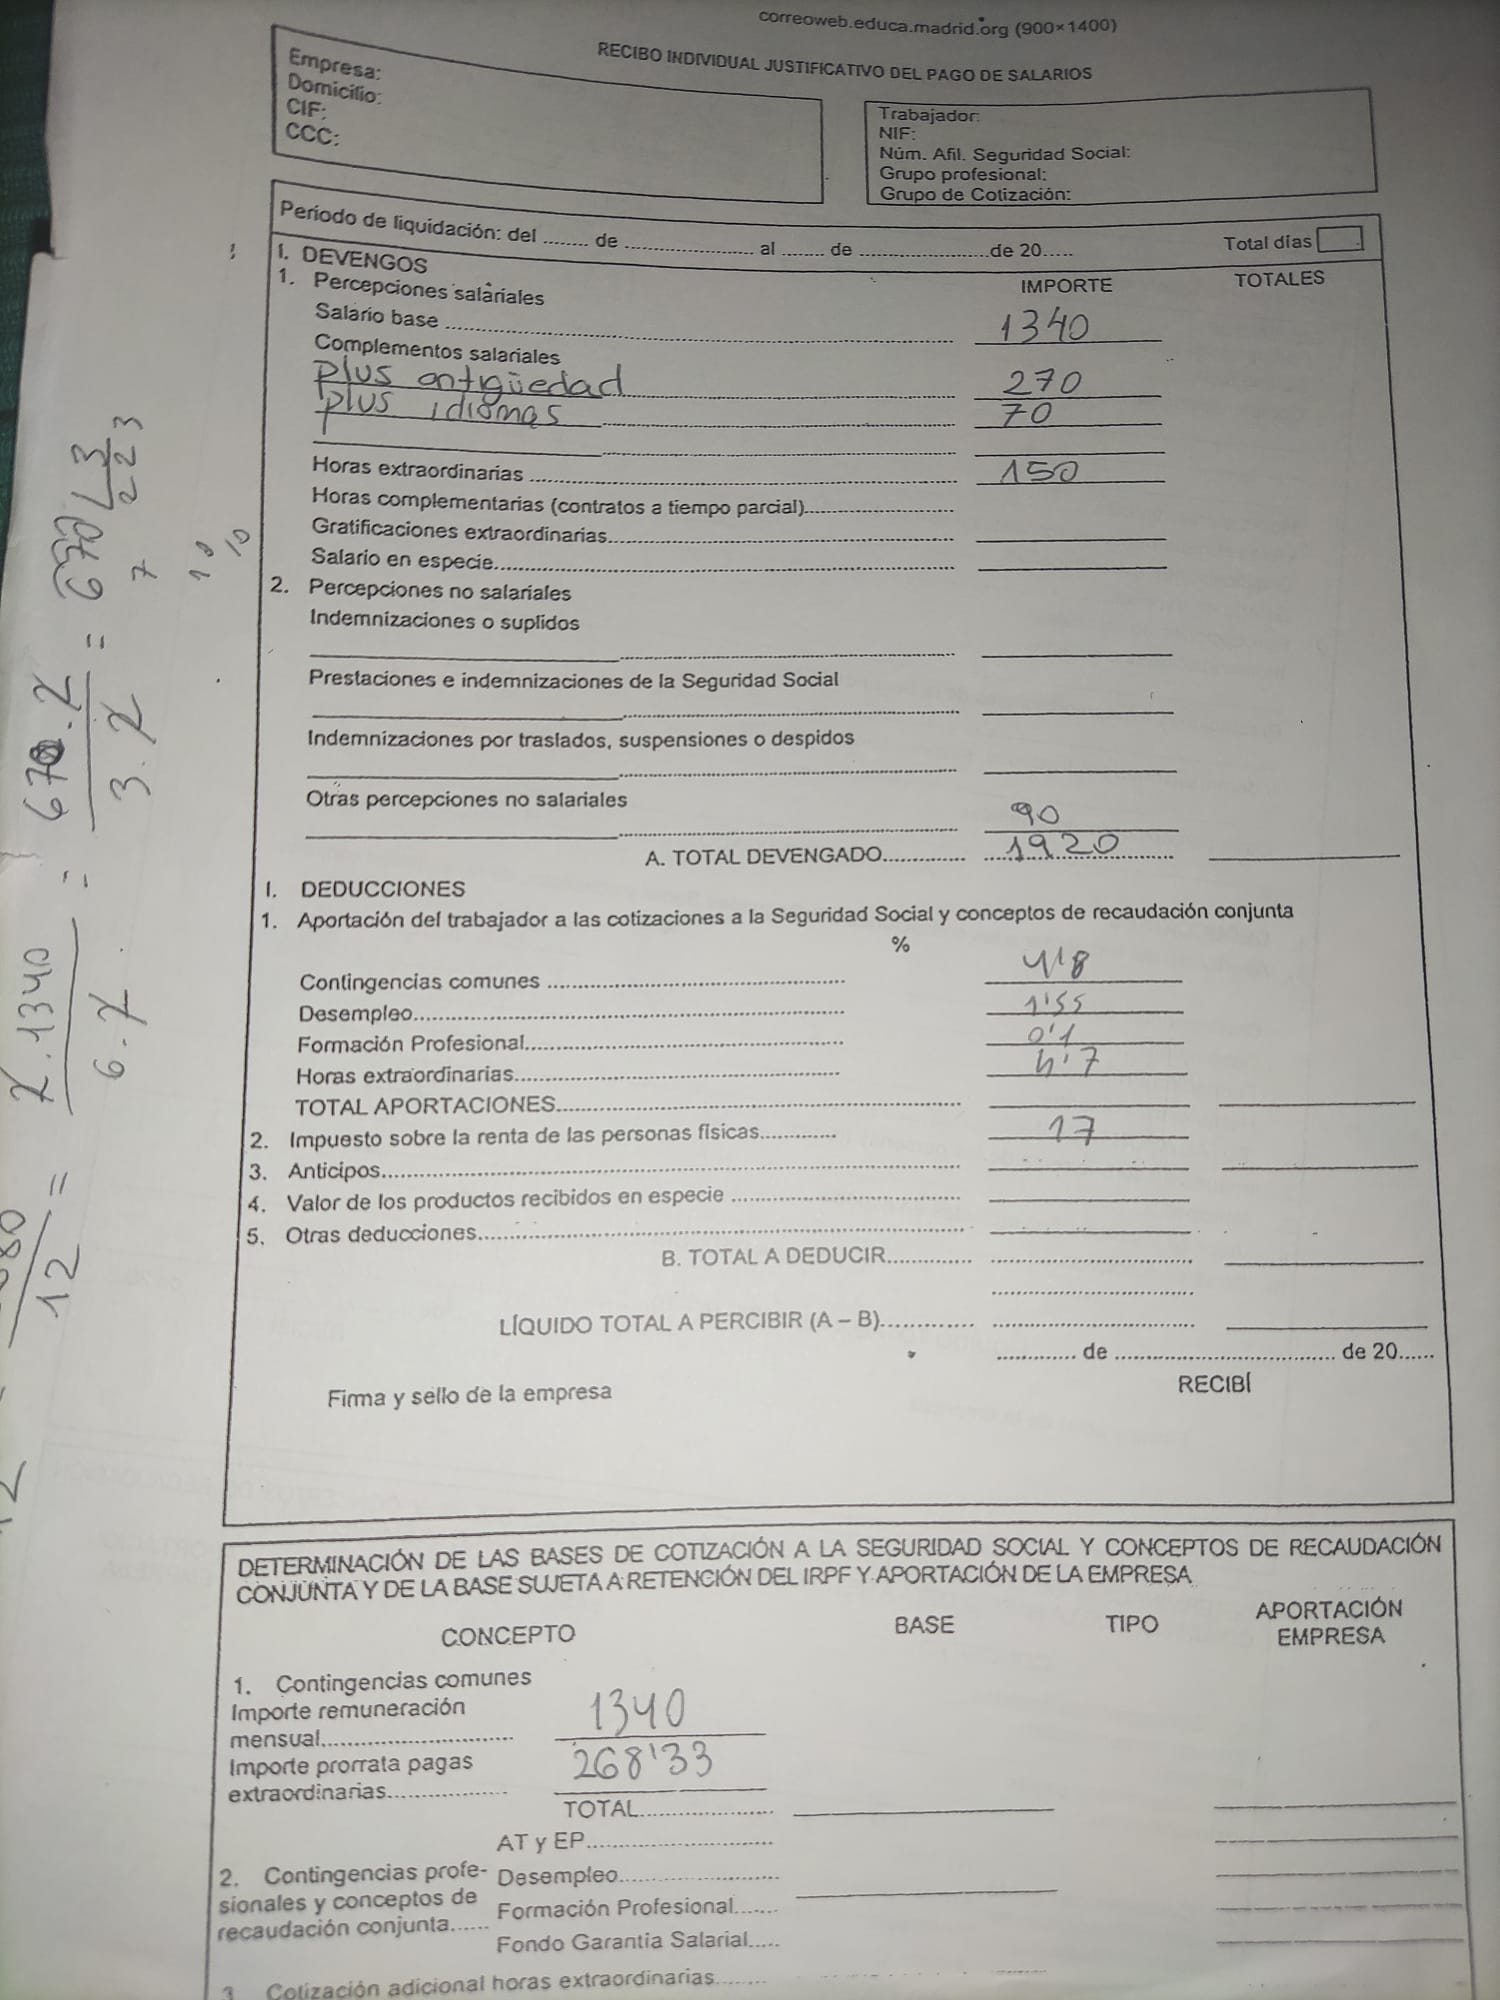 correoweb.educa.madrid.org (900×1400)
RECIBO INDIVIDUAL JUSTIFICATIVO DEL PAGO DE SALARIOS
Empresa:
Domicilio:
CIF:
CCC:
Trabajador:
NIF:
Núm. Afil. Seguridad Social:
Grupo profesional:
Grupo de Cotización:
Período de liquidación: del ........ de ...................... al ....... de ......................de 20..... Total días
I. DEVENGOS
1. Percepciones salariales IMPORTE TOTALES
Salario base 1340
Complementos salariales
plus antigüedad 270
plus idiomas 70
Horas extraordinarias 150
Horas complementarias (contratos a tiempo parcial)
Gratificaciones extraordinarias
Salario en especie
2. Percepciones no salariales
Indemnizaciones o suplidos
Prestaciones e indemnizaciones de la Seguridad Social
Indemnizaciones por traslados, suspensiones o despidos
Otras percepciones no salariales
90
A. TOTAL DEVENGADO 1920
I. DEDUCCIONES
1. Aportación del trabajador a las cotizaciones a la Seguridad Social y conceptos de recaudación conjunta
%
Contingencias comunes 4'8
Desempleo 1'55
Formación Profesional 0'1
Horas extraordinarias 4'7
TOTAL APORTACIONES
2. Impuesto sobre la renta de las personas físicas 17
3. Anticipos
4. Valor de los productos recibidos en especie
5. Otras deducciones
B. TOTAL A DEDUCIR
LÍQUIDO TOTAL A PERCIBIR (A – B)
............. de .................................... de 20......
Firma y sello de la empresa RECIBÍ
DETERMINACIÓN DE LAS BASES DE COTIZACIÓN A LA SEGURIDAD SOCIAL Y CONCEPTOS DE RECAUDACIÓN
CONJUNTA Y DE LA BASE SUJETA A RETENCIÓN DEL IRPF Y APORTACIÓN DE LA EMPRESA
CONCEPTO BASE TIPO APORTACIÓN
EMPRESA
1. Contingencias comunes
Importe remuneración
mensual 1340
Importe prorrata pagas
extraordinarias 268'33
TOTAL
AT y EP
2. Contingencias profe- Desempleo
sionales y conceptos de
Formación Profesional
recaudación conjunta
Fondo Garantía Salarial
3 Cotización adicional horas extraordinarias
80
12 =
2 . 1340
6 . 2
=
670 . 2
3 . 2
= 670 3
223
7
10
10